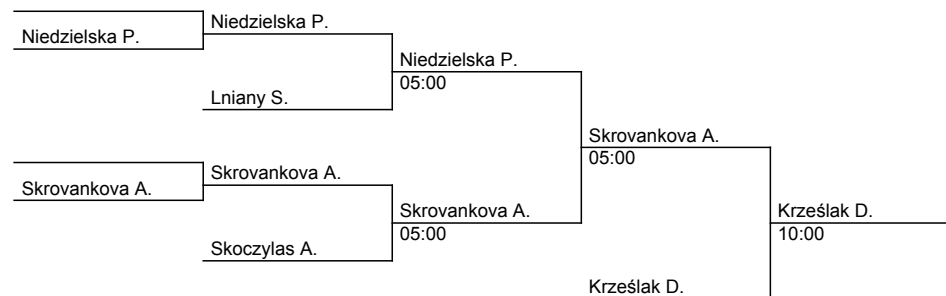 Niedzielska P.
Niedzielska P.
Niedzielska P.
05:00
Lniany S.
Skrovankova A.
05:00
Skrovankova A.
Skrovankova A.
Skrovankova A.
05:00
Krześlak D.
10:00
Skoczylas A.
Krześlak D.